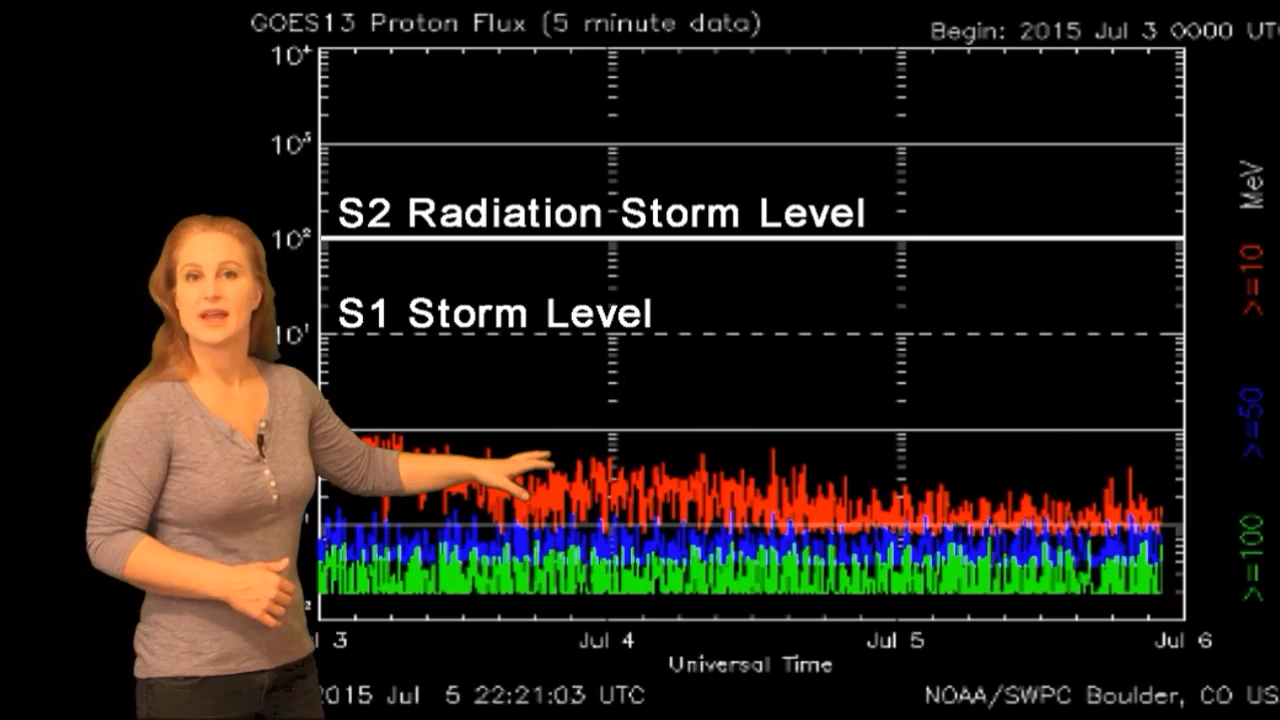 GOES13 Proton Flux (5 minute data)
Begin: 2015 Jul 3 0000 UTC
10⁴
10³
S2 Radiation Storm Level
10²
S1 Storm Level
10¹
MeV
>=10
>=50
>=100
3
Jul 4
Jul 5
Jul 6
Universal Time
2015 Jul 5 22:21:03 UTC
NOAA/SWPC Boulder, CO US